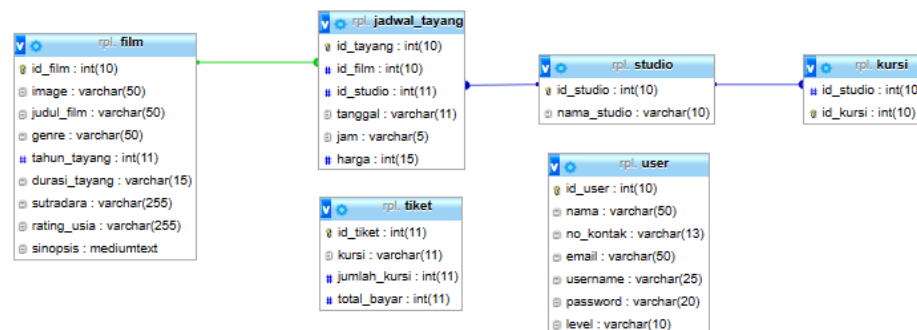 rpl. film
id_film : int(10)
image : varchar(50)
judul_film : varchar(50)
genre : varchar(50)
tahun_tayang : int(11)
durasi_tayang : varchar(15)
sutradara : varchar(255)
rating_usia : varchar(255)
sinopsis : mediumtext
rpl. jadwal_tayang
id_tayang : int(10)
id_film : int(10)
id_studio : int(11)
tanggal : varchar(11)
jam : varchar(5)
harga : int(15)
rpl. studio
id_studio : int(10)
nama_studio : varchar(10)
rpl. kursi
id_studio : int(10
id_kursi : int(10)
rpl. tiket
id_tiket : int(11)
kursi : varchar(11)
jumlah_kursi : int(11)
total_bayar : int(11)
rpl. user
id_user : int(10)
nama : varchar(50)
no_kontak : varchar(13)
email : varchar(50)
username : varchar(25)
password : varchar(20)
level : varchar(10)